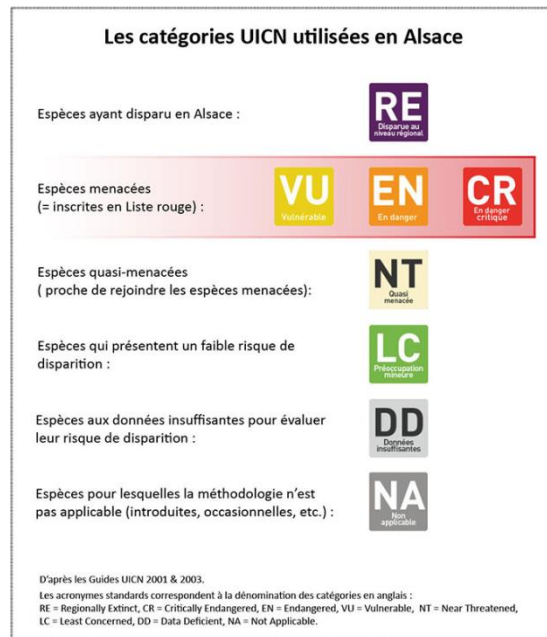 Les catégories UICN utilisées en Alsace
Espèces ayant disparu en Alsace :
RE
Disparue au
niveau régional
Espèces menacées
(= inscrites en Liste rouge) :
VU
Vulnérable
EN
En danger
CR
En danger
critique
Espèces quasi-menacées
( proche de rejoindre les espèces menacées):
NT
Quasi
menacée
Espèces qui présentent un faible risque de
disparition :
LC
Préoccupation
mineure
Espèces aux données insuffisantes pour évaluer
leur risque de disparition :
DD
Données
insuffisantes
Espèces pour lesquelles la méthodologie n'est
pas applicable (introduites, occasionnelles, etc.) :
NA
Non
applicable
D'après les Guides UICN 2001 & 2003.
Les acronymes standards correspondent à la dénomination des catégories en anglais :
RE = Regionally Extinct, CR = Critically Endangered, EN = Endangered, VU = Vulnerable, NT = Near Threatened,
LC = Least Concerned, DD = Data Deficient, NA = Not Applicable.